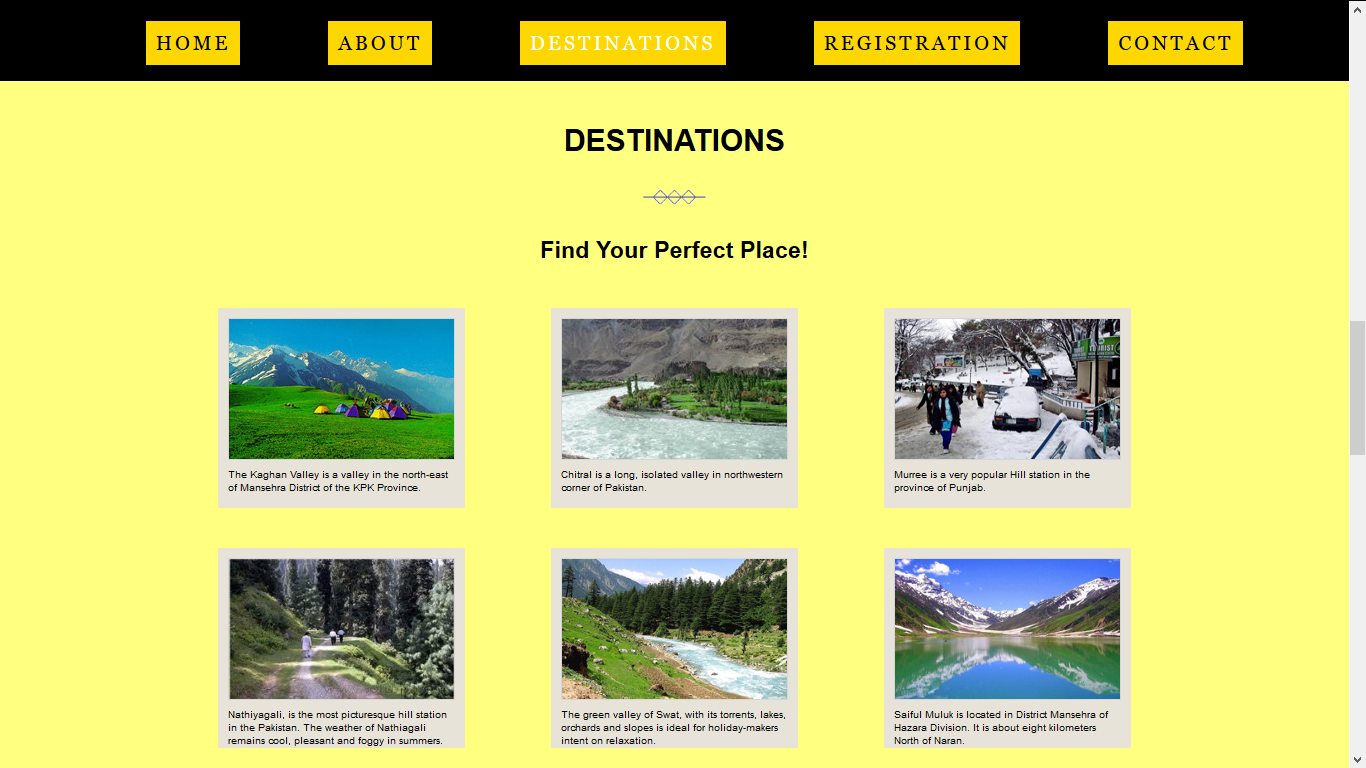 HOME ABOUT DESTINATIONS REGISTRATION CONTACT
DESTINATIONS
Find Your Perfect Place!
TOURIST
The Kaghan Valley is a valley in the north-east
of Mansehra District of the KPK Province.
Chitral is a long, isolated valley in northwestern
corner of Pakistan.
Murree is a very popular Hill station in the
province of Punjab.
Nathiyagali, is the most picturesque hill station
in the Pakistan. The weather of Nathiagali
remains cool, pleasant and foggy in summers.
The green valley of Swat, with its torrents, lakes,
orchards and slopes is ideal for holiday-makers
intent on relaxation.
Saiful Muluk is located in District Mansehra of
Hazara Division. It is about eight kilometers
North of Naran.